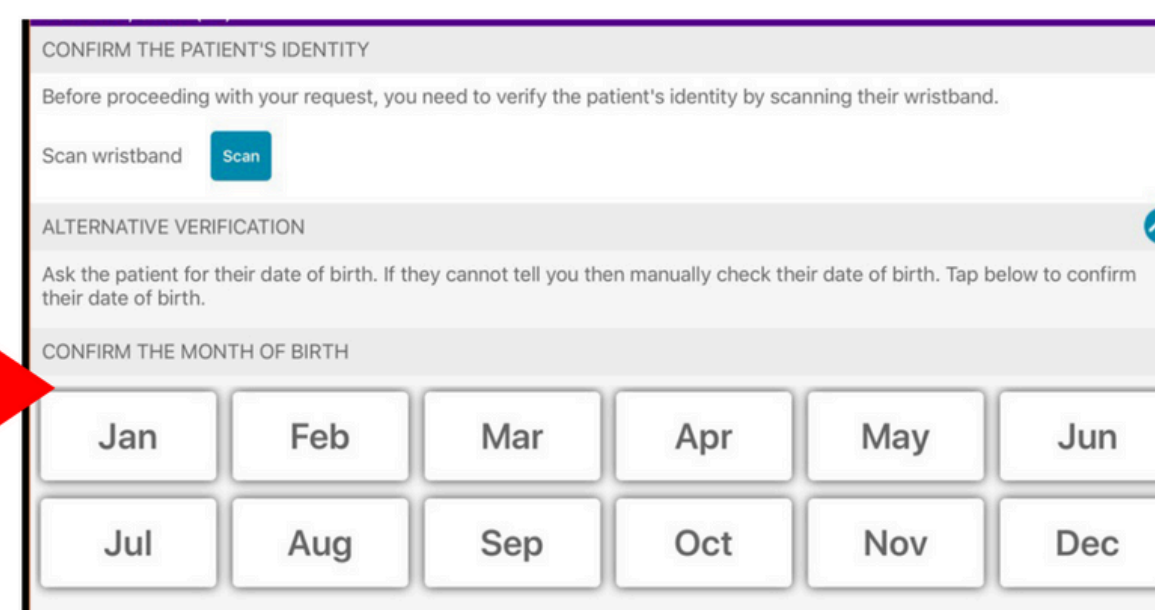 CONFIRM THE PATIENT'S IDENTITY
Before proceeding with your request, you need to verify the patient's identity by scanning their wristband.
Scan wristband Scan
ALTERNATIVE VERIFICATION
Ask the patient for their date of birth. If they cannot tell you then manually check their date of birth. Tap below to confirm
their date of birth.
CONFIRM THE MONTH OF BIRTH
Jan Feb Mar Apr May Jun
Jul Aug Sep Oct Nov Dec